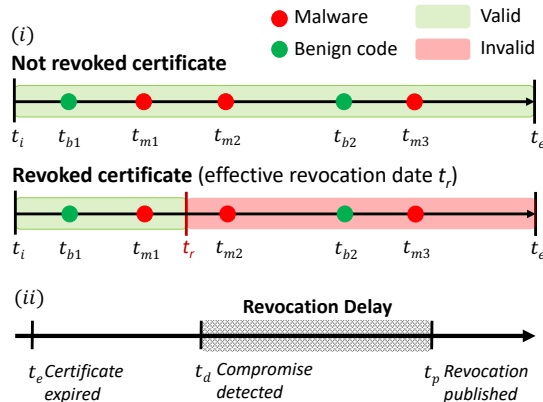 Malware Valid
(i) Benign code Invalid
Not revoked certificate
t_i t_b1 t_m1 t_m2 t_b2 t_m3 t_e
Revoked certificate (effective revocation date t_r)
t_i t_b1 t_m1 t_r t_m2 t_b2 t_m3 t_e
(ii)
Revocation Delay
t_e Certificate expired
t_d Compromise detected
t_p Revocation published